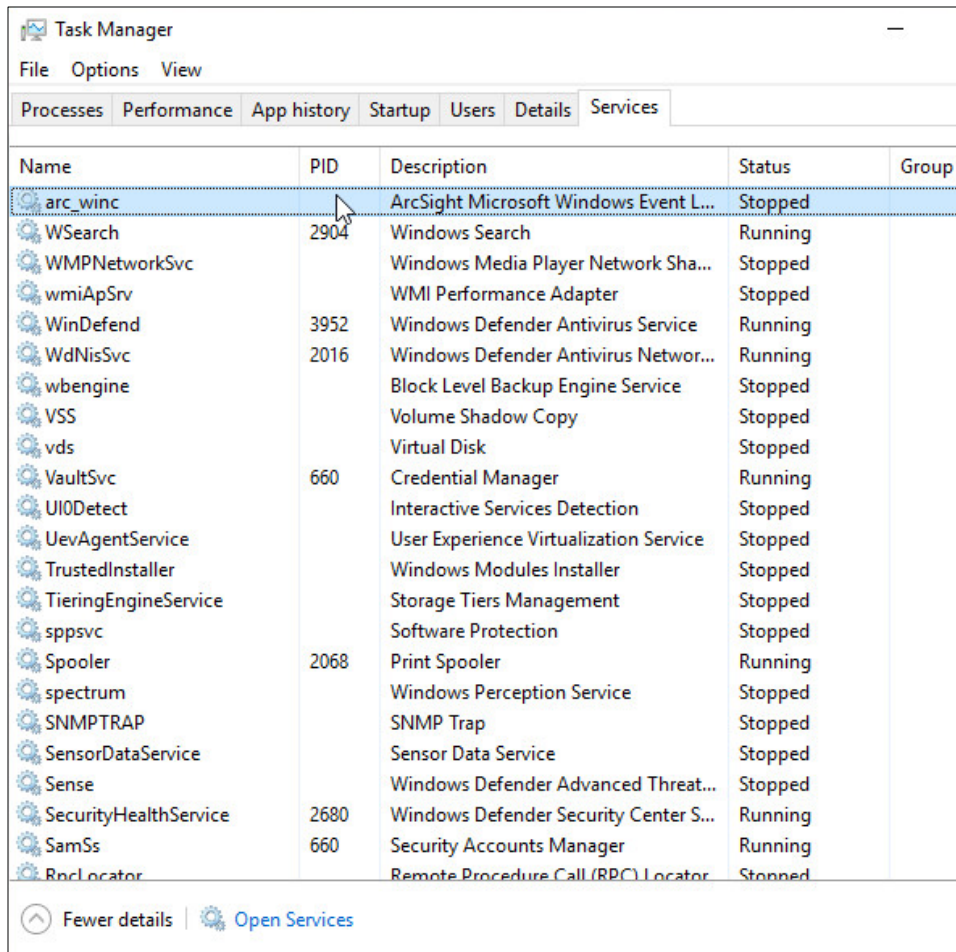 Task Manager
File Options View
Processes Performance App history Startup Users Details Services
Name PID Description Status Group
arc_winc ArcSight Microsoft Windows Event L... Stopped
WSearch 2904 Windows Search Running
WMPNetworkSvc Windows Media Player Network Sha... Stopped
wmiApSrv WMI Performance Adapter Stopped
WinDefend 3952 Windows Defender Antivirus Service Running
WdNisSvc 2016 Windows Defender Antivirus Networ... Running
wbengine Block Level Backup Engine Service Stopped
VSS Volume Shadow Copy Stopped
vds Virtual Disk Stopped
VaultSvc 660 Credential Manager Running
UI0Detect Interactive Services Detection Stopped
UevAgentService User Experience Virtualization Service Stopped
TrustedInstaller Windows Modules Installer Stopped
TieringEngineService Storage Tiers Management Stopped
sppsvc Software Protection Stopped
Spooler 2068 Print Spooler Running
spectrum Windows Perception Service Stopped
SNMPTRAP SNMP Trap Stopped
SensorDataService Sensor Data Service Stopped
Sense Windows Defender Advanced Threat... Stopped
SecurityHealthService 2680 Windows Defender Security Center S... Running
SamSs 660 Security Accounts Manager Running
RpcLocator Remote Procedure Call (RPC) Locator Stopped
Fewer details Open Services